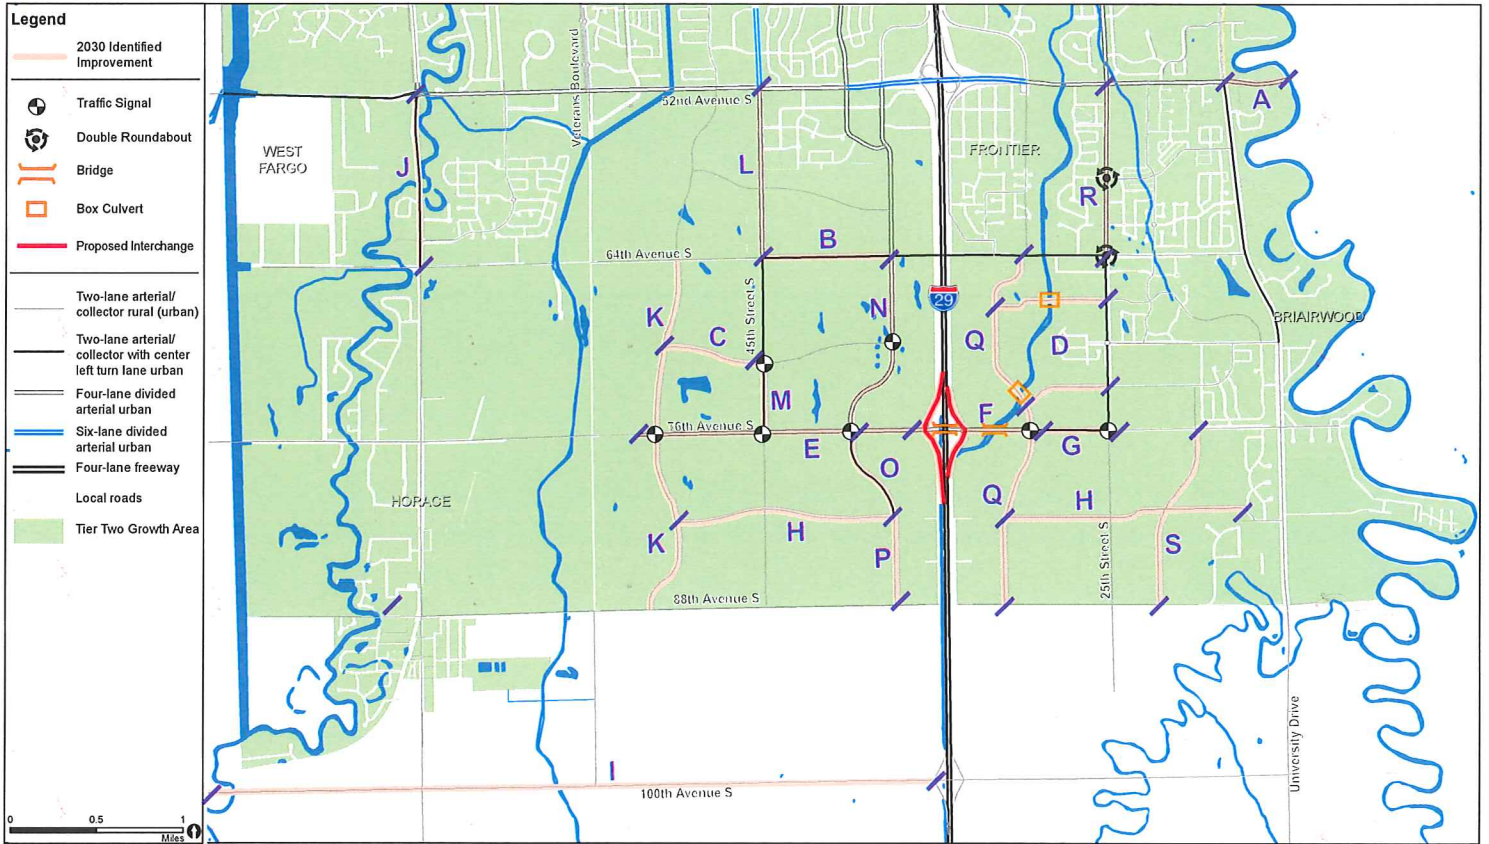 Legend
2030 Identified
Improvement
Traffic Signal
Double Roundabout
Bridge
Box Culvert
Proposed Interchange
Two-lane arterial/
collector rural (urban)
Two-lane arterial/
collector with center
left turn lane urban
Four-lane divided
arterial urban
Six-lane divided
arterial urban
Four-lane freeway
Local roads
Tier Two Growth Area
0
0.5
1
Miles
Veterans Boulevard
52nd Avenue S
A
WEST
FARGO
J
L
FRONTIER
R
B
64th Avenue S
45th Street S
29
K
C
N
Q
D
BRIARWOOD
M
76th Avenue S
E
F
G
O
HORACE
K
H
P
Q
H
S
25th Street S
88th Avenue S
University Drive
I
100th Avenue S